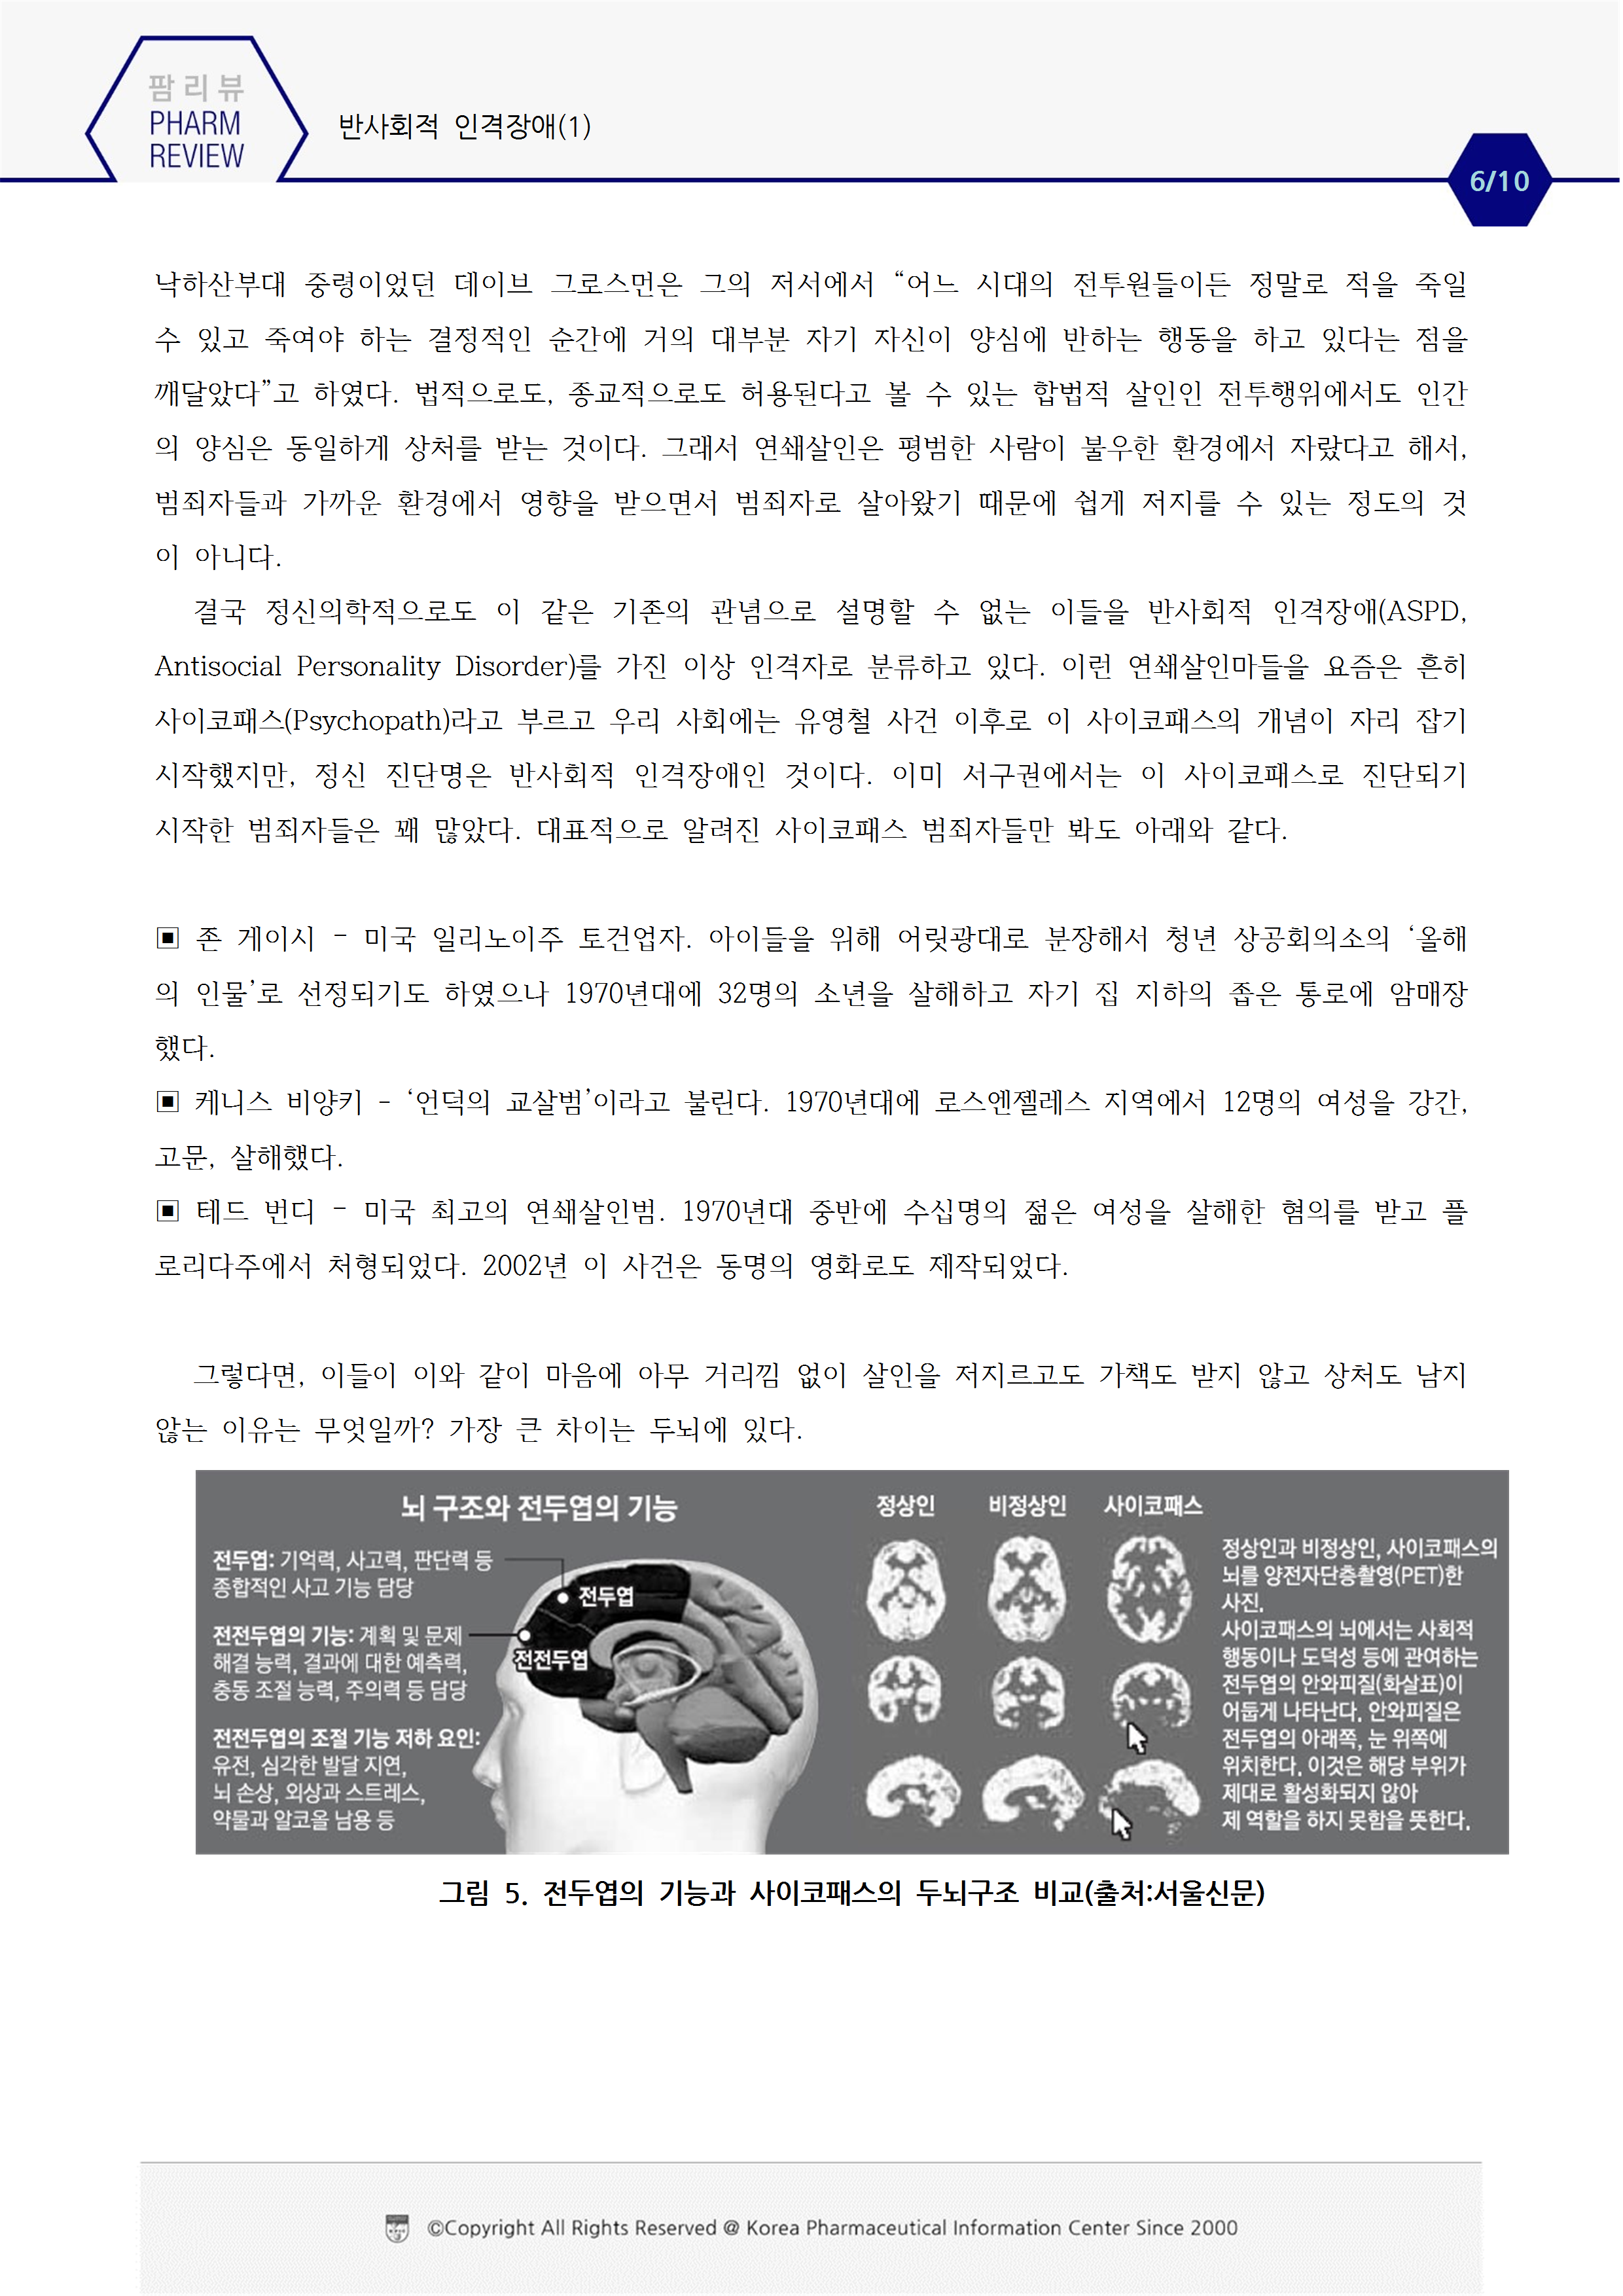 팜리뷰
PHARM
REVIEW
반사회적 인격장애(1)
6/10
낙하산부대 중령이었던 데이브 그로스먼은 그의 저서에서 “어느 시대의 전투원들이든 정말로 적을 죽일
수 있고 죽여야 하는 결정적인 순간에 거의 대부분 자기 자신이 양심에 반하는 행동을 하고 있다는 점을
깨달았다”고 하였다. 법적으로도, 종교적으로도 허용된다고 볼 수 있는 합법적 살인인 전투행위에서도 인간
의 양심은 동일하게 상처를 받는 것이다. 그래서 연쇄살인은 평범한 사람이 불우한 환경에서 자랐다고 해서,
범죄자들과 가까운 환경에서 영향을 받으면서 범죄자로 살아왔기 때문에 쉽게 저지를 수 있는 정도의 것
이 아니다.
결국 정신의학적으로도 이 같은 기존의 관념으로 설명할 수 없는 이들을 반사회적 인격장애(ASPD,
Antisocial Personality Disorder)를 가진 이상 인격자로 분류하고 있다. 이런 연쇄살인마들을 요즘은 흔히
사이코패스(Psychopath)라고 부르고 우리 사회에는 유영철 사건 이후로 이 사이코패스의 개념이 자리 잡기
시작했지만, 정신 진단명은 반사회적 인격장애인 것이다. 이미 서구권에서는 이 사이코패스로 진단되기
시작한 범죄자들은 꽤 많았다. 대표적으로 알려진 사이코패스 범죄자들만 봐도 아래와 같다.
▣ 존 게이시 - 미국 일리노이주 토건업자. 아이들을 위해 어릿광대로 분장해서 청년 상공회의소의 ‘올해
의 인물’로 선정되기도 하였으나 1970년대에 32명의 소년을 살해하고 자기 집 지하의 좁은 통로에 암매장
했다.
▣ 케니스 비양키 - ‘언덕의 교살범’이라고 불린다. 1970년대에 로스엔젤레스 지역에서 12명의 여성을 강간,
고문, 살해했다.
▣ 테드 번디 - 미국 최고의 연쇄살인범. 1970년대 중반에 수십명의 젊은 여성을 살해한 혐의를 받고 플
로리다주에서 처형되었다. 2002년 이 사건은 동명의 영화로도 제작되었다.
그렇다면, 이들이 이와 같이 마음에 아무 거리낌 없이 살인을 저지르고도 가책도 받지 않고 상처도 남지
않는 이유는 무엇일까? 가장 큰 차이는 두뇌에 있다.
뇌 구조와 전두엽의 기능
전두엽: 기억력, 사고력, 판단력 등
종합적인 사고 기능 담당
전전두엽의 기능: 계획 및 문제
해결 능력, 결과에 대한 예측력,
충동 조절 능력, 주의력 등 담당
전전두엽의 조절 기능 저하 요인:
유전, 심각한 발달 지연,
뇌 손상, 외상과 스트레스,
약물과 알코올 남용 등
전두엽
전전두엽
정상인 비정상인 사이코패스
정상인과 비정상인, 사이코패스의
뇌를 양전자단층촬영(PET)한
사진.
사이코패스의 뇌에서는 사회적
행동이나 도덕성 등에 관여하는
전두엽의 안와피질(화살표)이
어둡게 나타난다. 안와피질은
전두엽의 아래쪽, 눈 위쪽에
위치한다. 이것은 해당 부위가
제대로 활성화되지 않아
제 역할을 하지 못함을 뜻한다.
그림 5. 전두엽의 기능과 사이코패스의 두뇌구조 비교(출처:서울신문)
©Copyright All Rights Reserved @ Korea Pharmaceutical Information Center Since 2000